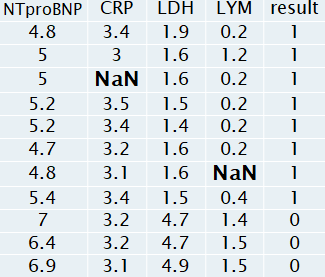 NTproBNP CRP LDH LYM result
4.8 3.4 1.9 0.2 1
5 3 1.6 1.2 1
5 NaN 1.6 0.2 1
5.2 3.5 1.5 0.2 1
5.2 3.4 1.4 0.2 1
4.7 3.2 1.6 0.2 1
4.8 3.1 1.6 NaN 1
5.4 3.4 1.5 0.4 1
7 3.2 4.7 1.4 0
6.4 3.2 4.7 1.5 0
6.9 3.1 4.9 1.5 0